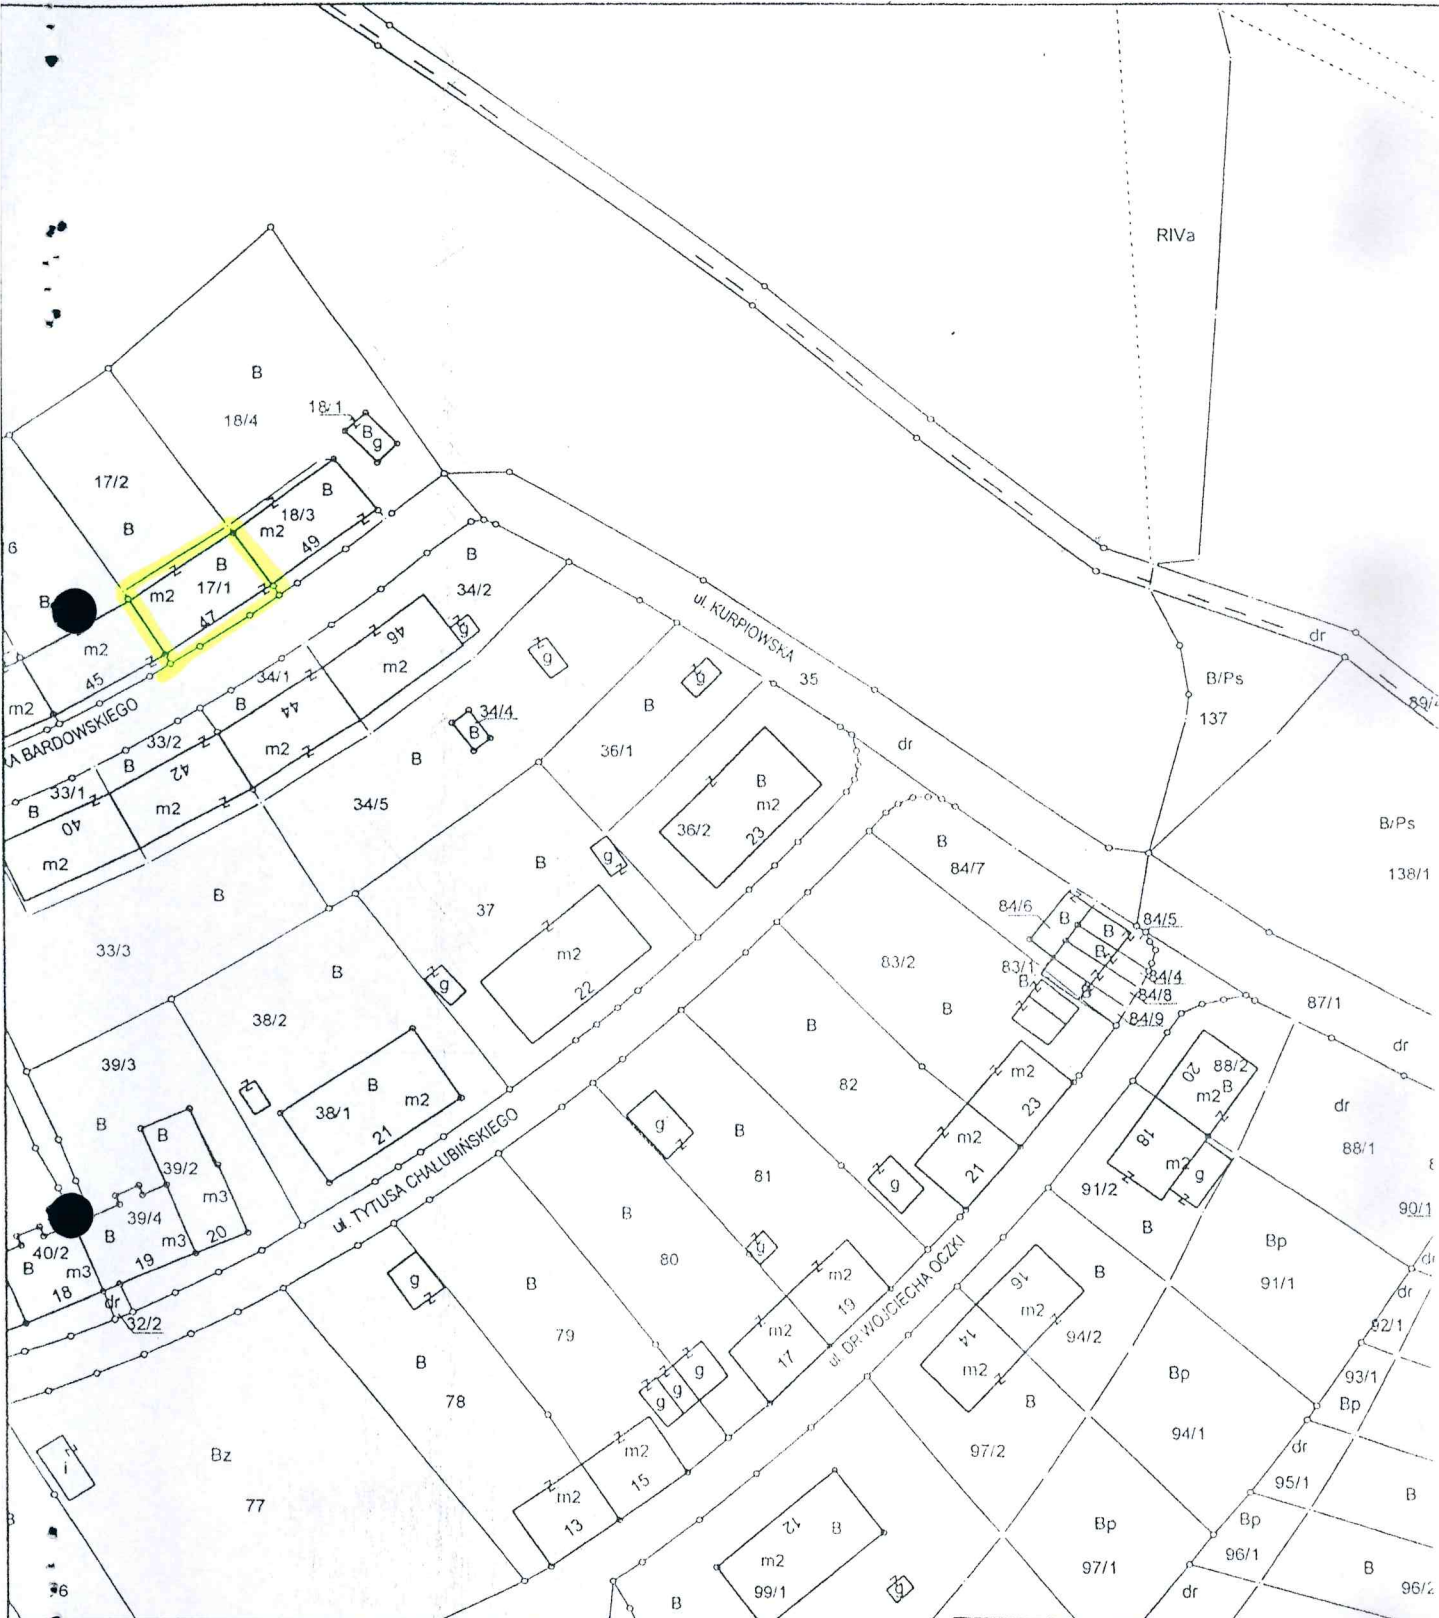 RIVa
B
18/4
18/1
B
g
17/2
B
B
18/3
m2
49
6
B
17/1
m2
47
B
m2
45
m2
B
34/2
46
g
m2
34/1
B
44
m2
BARDOWSKIEGO
33/2
B
42
m2
33/1
B
40
m2
g
34/4
B
B
34/5
ul. KURPIOWSKA
35
g
B
36/1
dr
B
m2
36/2
23
dr
B/Ps
137
89/4
B/Ps
138/1
B
33/3
B
37
g
m2
22
B
84/7
84/6
B
B
84/5
B
84/4
83/1
B
B
84/8
84/9
83/2
B
87/1
dr
B
38/2
g
39/3
B
B
38/1
m2
21
B
82
m2
23
20
88/2
B
m2
dr
88/1
B
39/2
m3
20
39/4
B
m3
19
40/2
B
m3
18
dr
32/2
ul. TYTUSA CHAŁUBIŃSKIEGO
g
B
81
m2
21
g
18
m2
g
91/2
B
90/1
B
80
g
ul. DR. WOJCIECHA OCZKI
Bp
91/1
dr
dr
92/1
g
B
79
m2
19
m2
17
16
m2
14
m2
B
94/2
B
93/1
Bp
B
78
g
g
g
Bp
94/1
97/2
dr
95/1
B
Bz
77
i
B
m2
15
m2
13
12
B
m2
99/1
g
B
Bp
97/1
Bp
96/1
dr
B
96/2
6